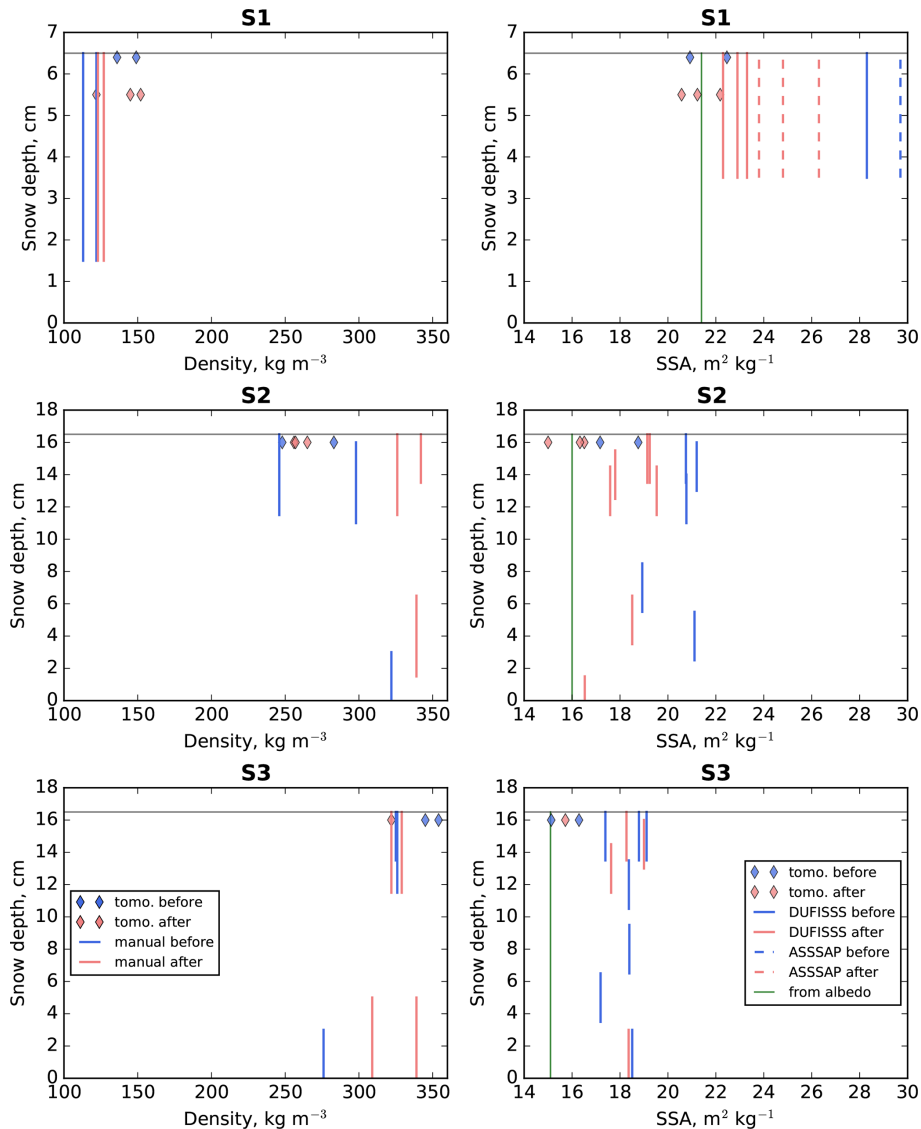 S1
S1
7
6
5
4
3
2
1
0
Snow depth, cm
100 150 200 250 300 350
Density, kg m⁻³
7
6
5
4
3
2
1
0
Snow depth, cm
14 16 18 20 22 24 26 28 30
SSA, m² kg⁻¹
S2
S2
18
16
14
12
10
8
6
4
2
0
Snow depth, cm
100 150 200 250 300 350
Density, kg m⁻³
18
16
14
12
10
8
6
4
2
0
Snow depth, cm
14 16 18 20 22 24 26 28 30
SSA, m² kg⁻¹
S3
S3
18
16
14
12
10
8
6
4
2
0
Snow depth, cm
tomo. before
tomo. after
manual before
manual after
100 150 200 250 300 350
Density, kg m⁻³
18
16
14
12
10
8
6
4
2
0
Snow depth, cm
tomo. before
tomo. after
DUFISSS before
DUFISSS after
ASSSAP before
ASSSAP after
from albedo
14 16 18 20 22 24 26 28 30
SSA, m² kg⁻¹